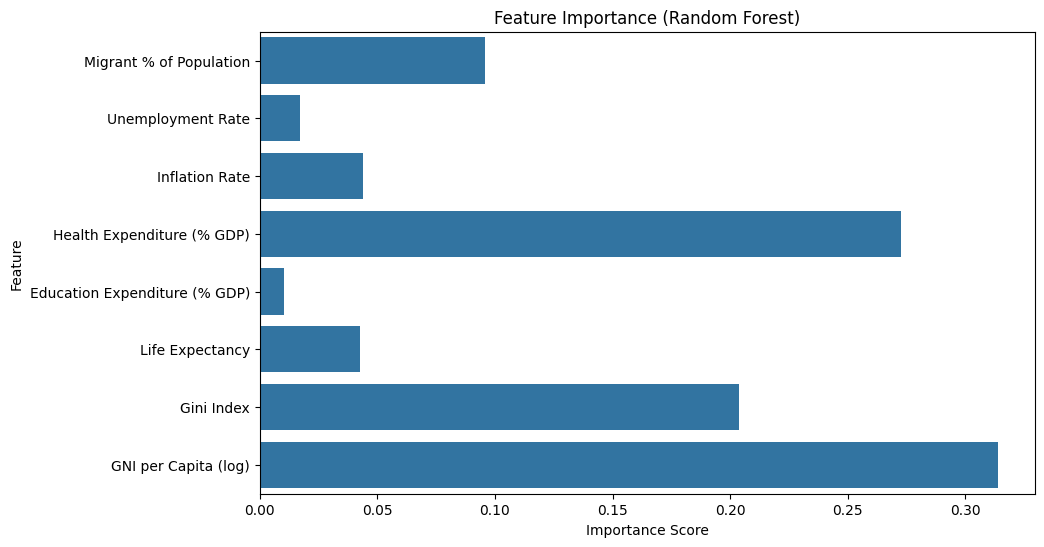 Feature Importance (Random Forest)
Migrant % of Population
Unemployment Rate
Inflation Rate
Health Expenditure (% GDP)
Education Expenditure (% GDP)
Life Expectancy
Gini Index
GNI per Capita (log)
Feature
0.00 0.05 0.10 0.15 0.20 0.25 0.30
Importance Score